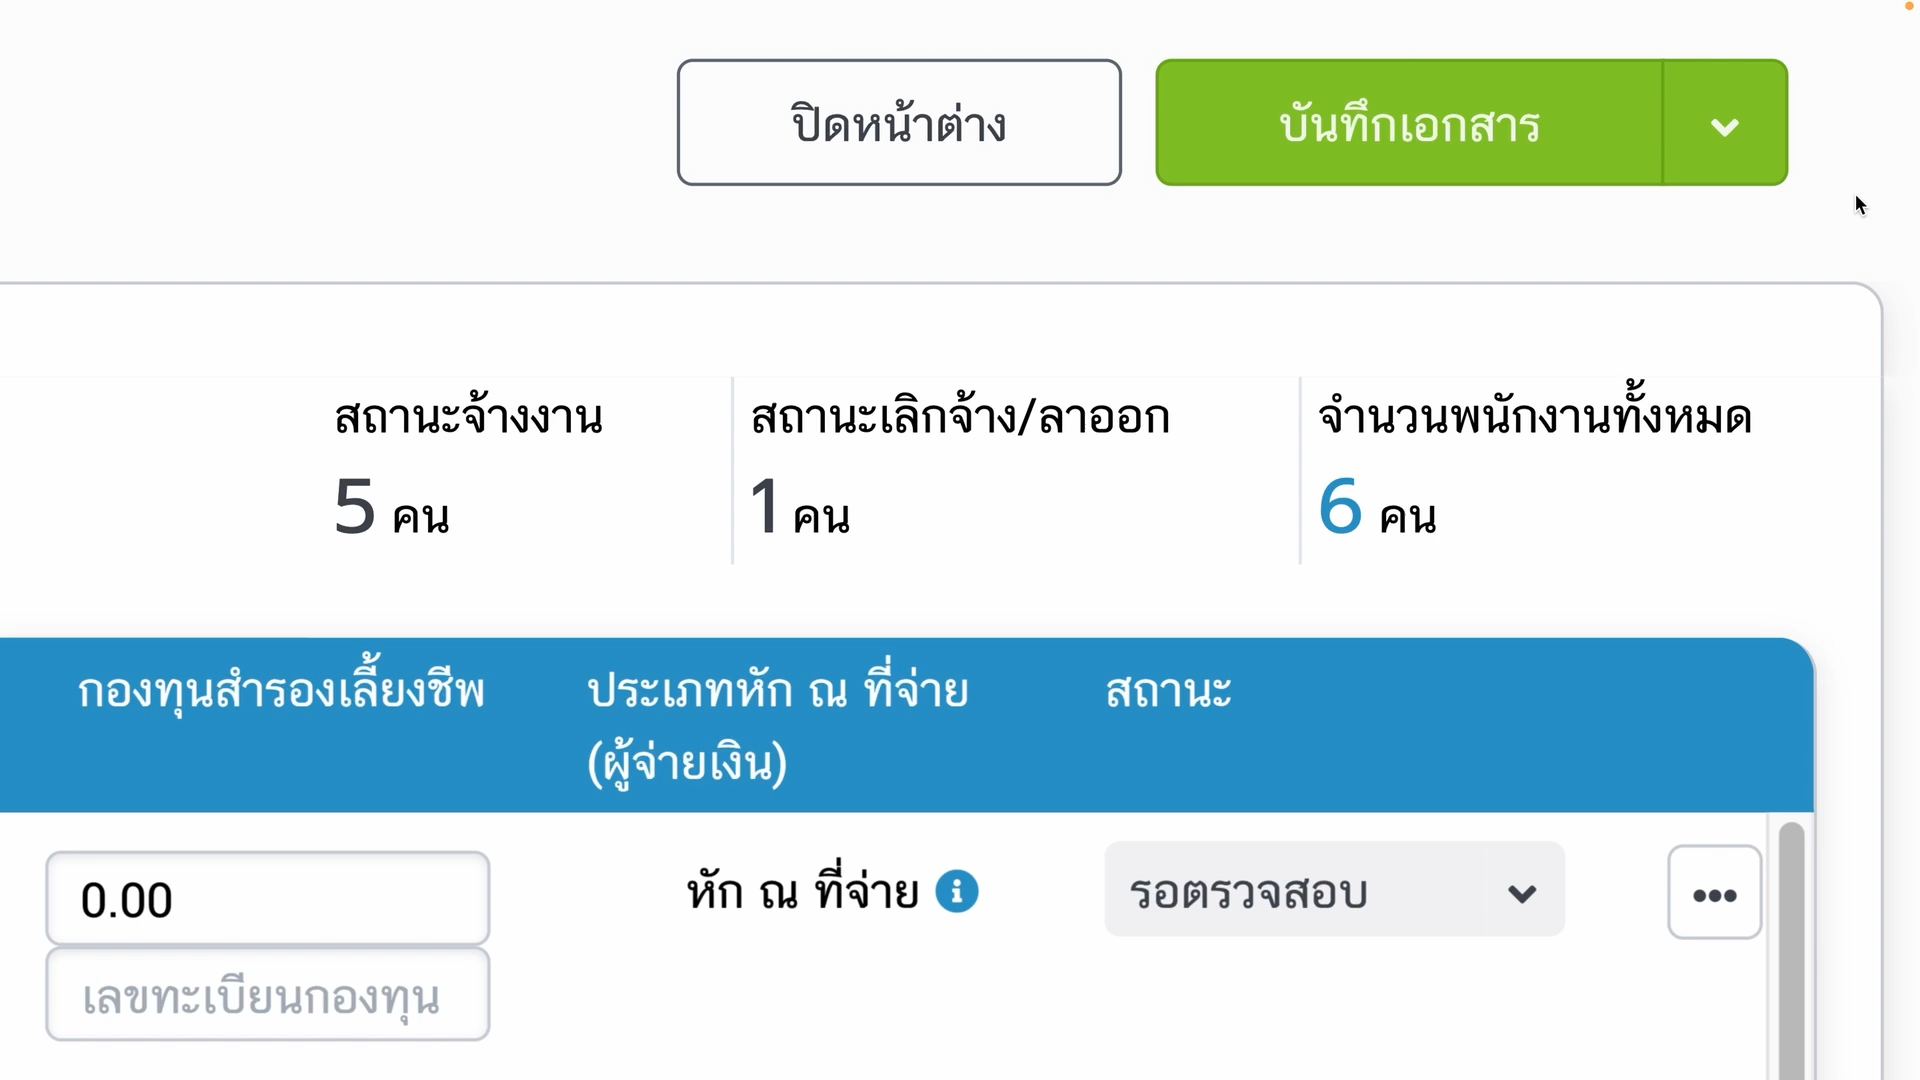 ปิดหน้าต่าง
บันทึกเอกสาร
สถานะจ้างงาน
5 คน
สถานะเลิกจ้าง/ลาออก
1 คน
จำนวนพนักงานทั้งหมด
6 คน
กองทุนสำรองเลี้ยงชีพ
ประเภทหัก ณ ที่จ่าย
(ผู้จ่ายเงิน)
สถานะ
0.00
เลขทะเบียนกองทุน
หัก ณ ที่จ่าย
รอตรวจสอบ